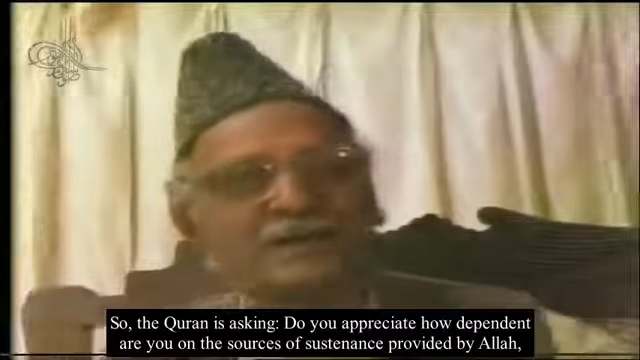 So, the Quran is asking: Do you appreciate how dependent
are you on the sources of sustenance provided by Allah,